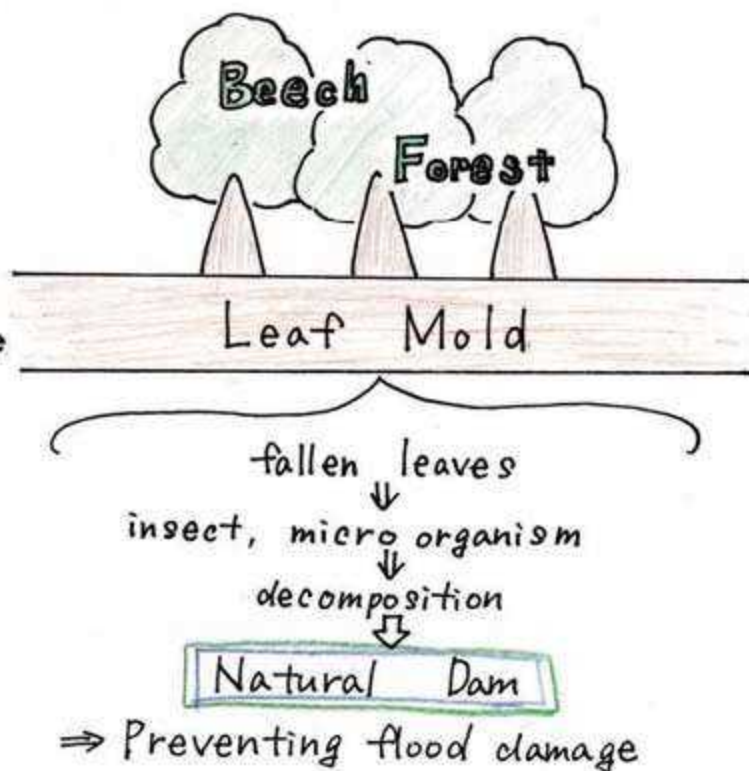 Beech
Forest
Leaf Mold
e
fallen leaves
⇓
insect, micro organism
⇓
decomposition
⇩
Natural Dam
⇒ Preventing flood damage